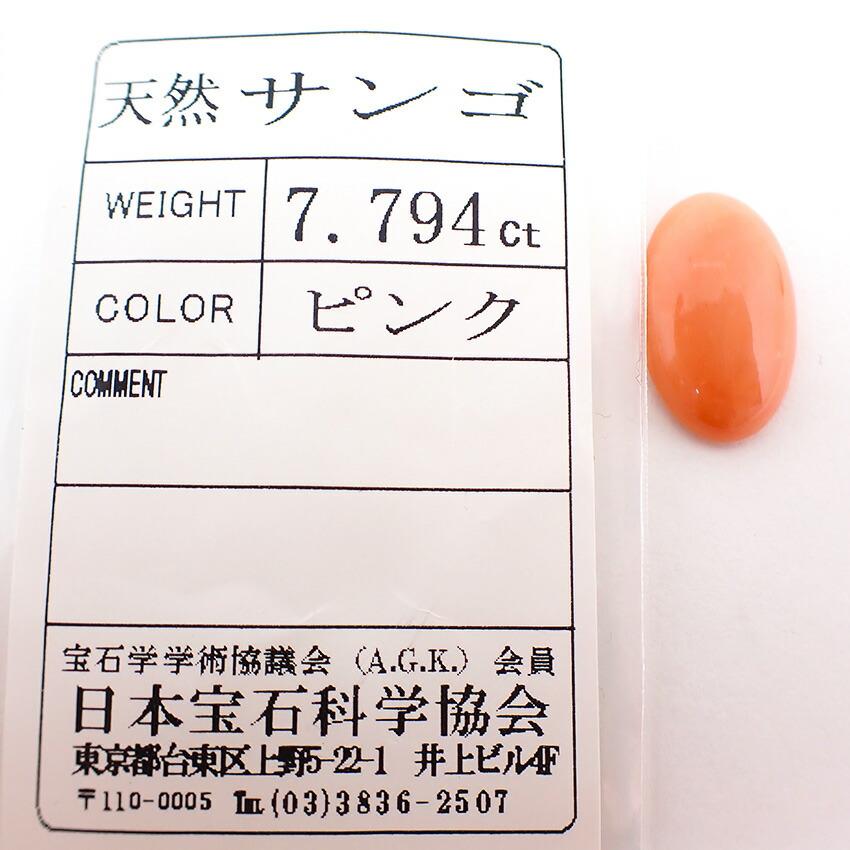 天然サンゴ
WEIGHT 7.794ct
COLOR ピンク
COMMENT
宝石学学術協議会（A.G.K.）会員
日本宝石科学協会
東京都台東区上野5-22-1 井上ビル4F
〒110-0005 ℡(03)3836-2507